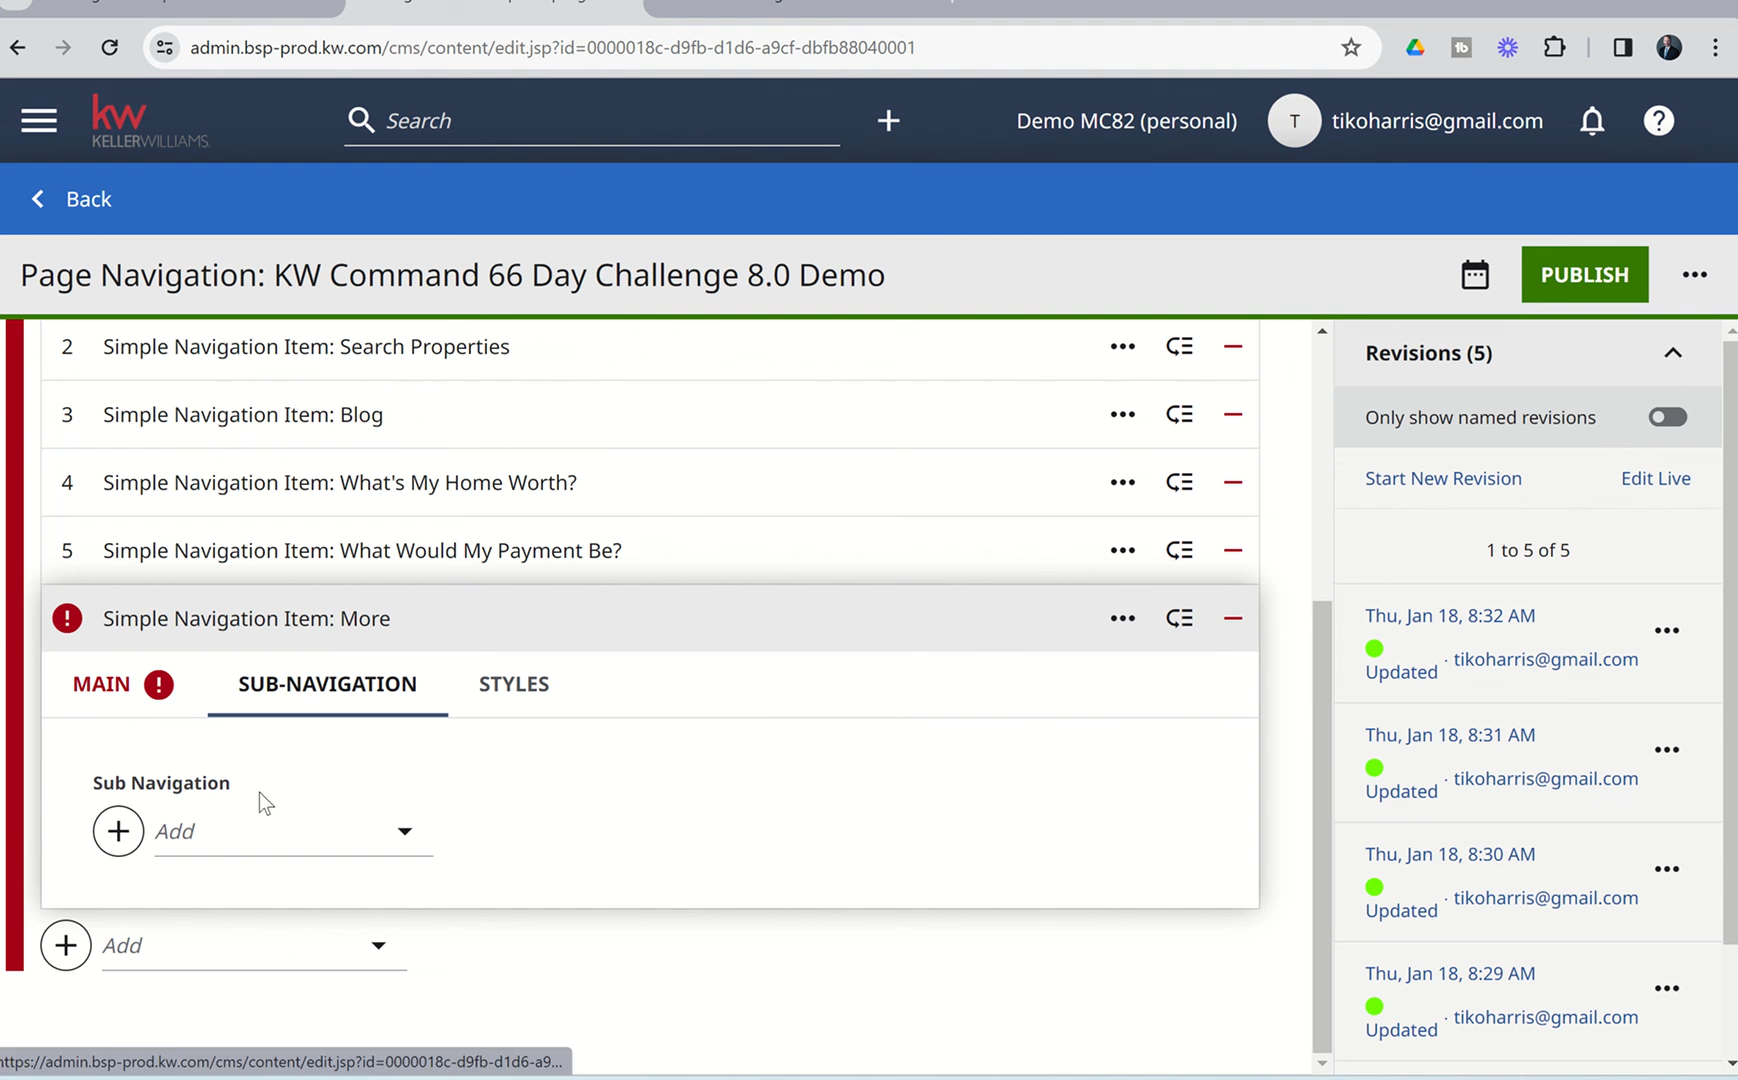 admin.bsp-prod.kw.com/cms/content/edit.jsp?id=0000018c-d9fb-d1d6-a9cf-dbfb88040001
kw
KELLERWILLIAMS.
Search
Demo MC82 (personal)
T
tikoharris@gmail.com
Back
Page Navigation: KW Command 66 Day Challenge 8.0 Demo
PUBLISH
2 Simple Navigation Item: Search Properties
3 Simple Navigation Item: Blog
4 Simple Navigation Item: What's My Home Worth?
5 Simple Navigation Item: What Would My Payment Be?
Simple Navigation Item: More
MAIN
SUB-NAVIGATION
STYLES
Sub Navigation
Add
Add
Revisions (5)
Only show named revisions
Start New Revision
Edit Live
1 to 5 of 5
Thu, Jan 18, 8:32 AM
Updated · tikoharris@gmail.com
Thu, Jan 18, 8:31 AM
Updated · tikoharris@gmail.com
Thu, Jan 18, 8:30 AM
Updated · tikoharris@gmail.com
Thu, Jan 18, 8:29 AM
Updated · tikoharris@gmail.com
https://admin.bsp-prod.kw.com/cms/content/edit.jsp?id=0000018c-d9fb-d1d6-a9...